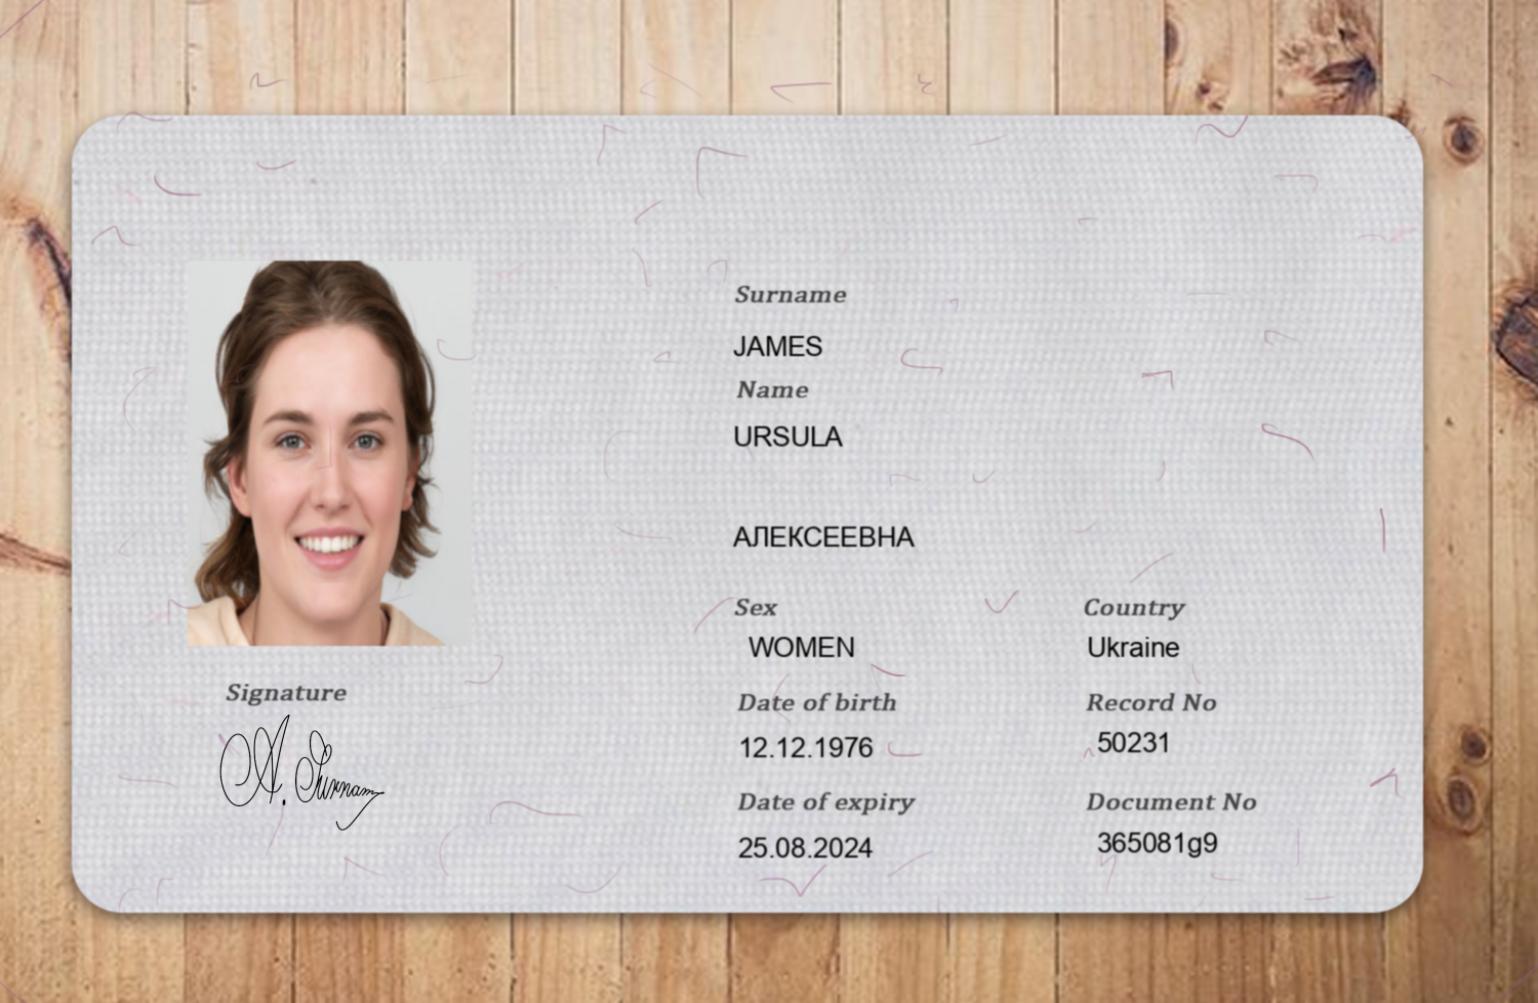 Surname
JAMES
Name
URSULA
АЛЕКСЕЕВНА
Sex
Country
WOMEN
Ukraine
Signature
Date of birth
Record No
12.12.1976
50231
A. Surname
Date of expiry
Document No
25.08.2024
365081g9